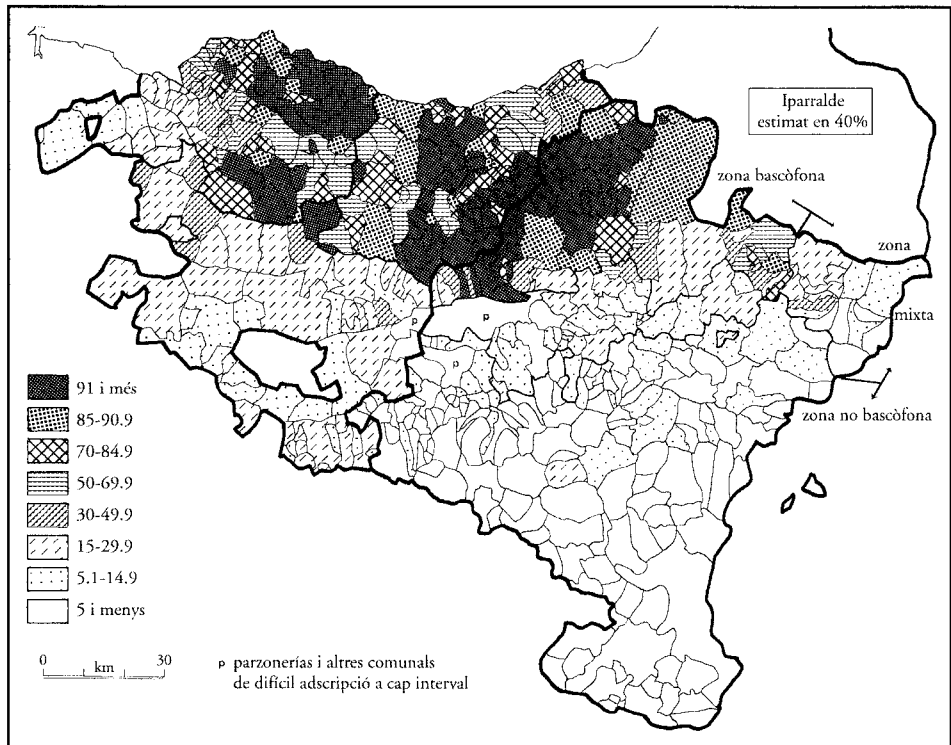 Iparralde
estimat en 40%
zona bascòfona
zona
mixta
zona no bascòfona
p
p
p
91 i més
85-90.9
70-84.9
50-69.9
30-49.9
15-29.9
5.1-14.9
5 i menys
0 km 30
p parzonerías i altres comunals
de difícil adscripció a cap interval